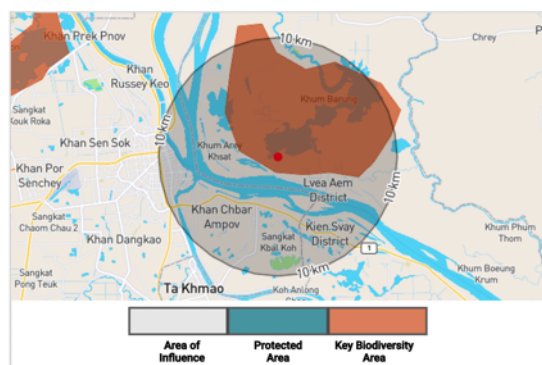 Khan Prek Pnov
10 km
Chrey
Khan
Russey Keo
Khum Barung
Sangkat
Kouk Roka
10 km
Khan Sen Sok
Khum Arey
Khsat
10 km
Khan Por
Senchey
Lvea Aem
District
Sangkat
Chaom Chau 2
Khan Chbar
Ampov
Kien Svay
District
Khum Phum
Thom
Khan Dangkao
Sangkat
Kbal Koh
1
Sangkat
Pong Teuk
10 km
Khum Boeung
Krum
Ta Khmao
Koh Anlong
Area of
Influence
Protected
Area
Key Biodiversity
Area